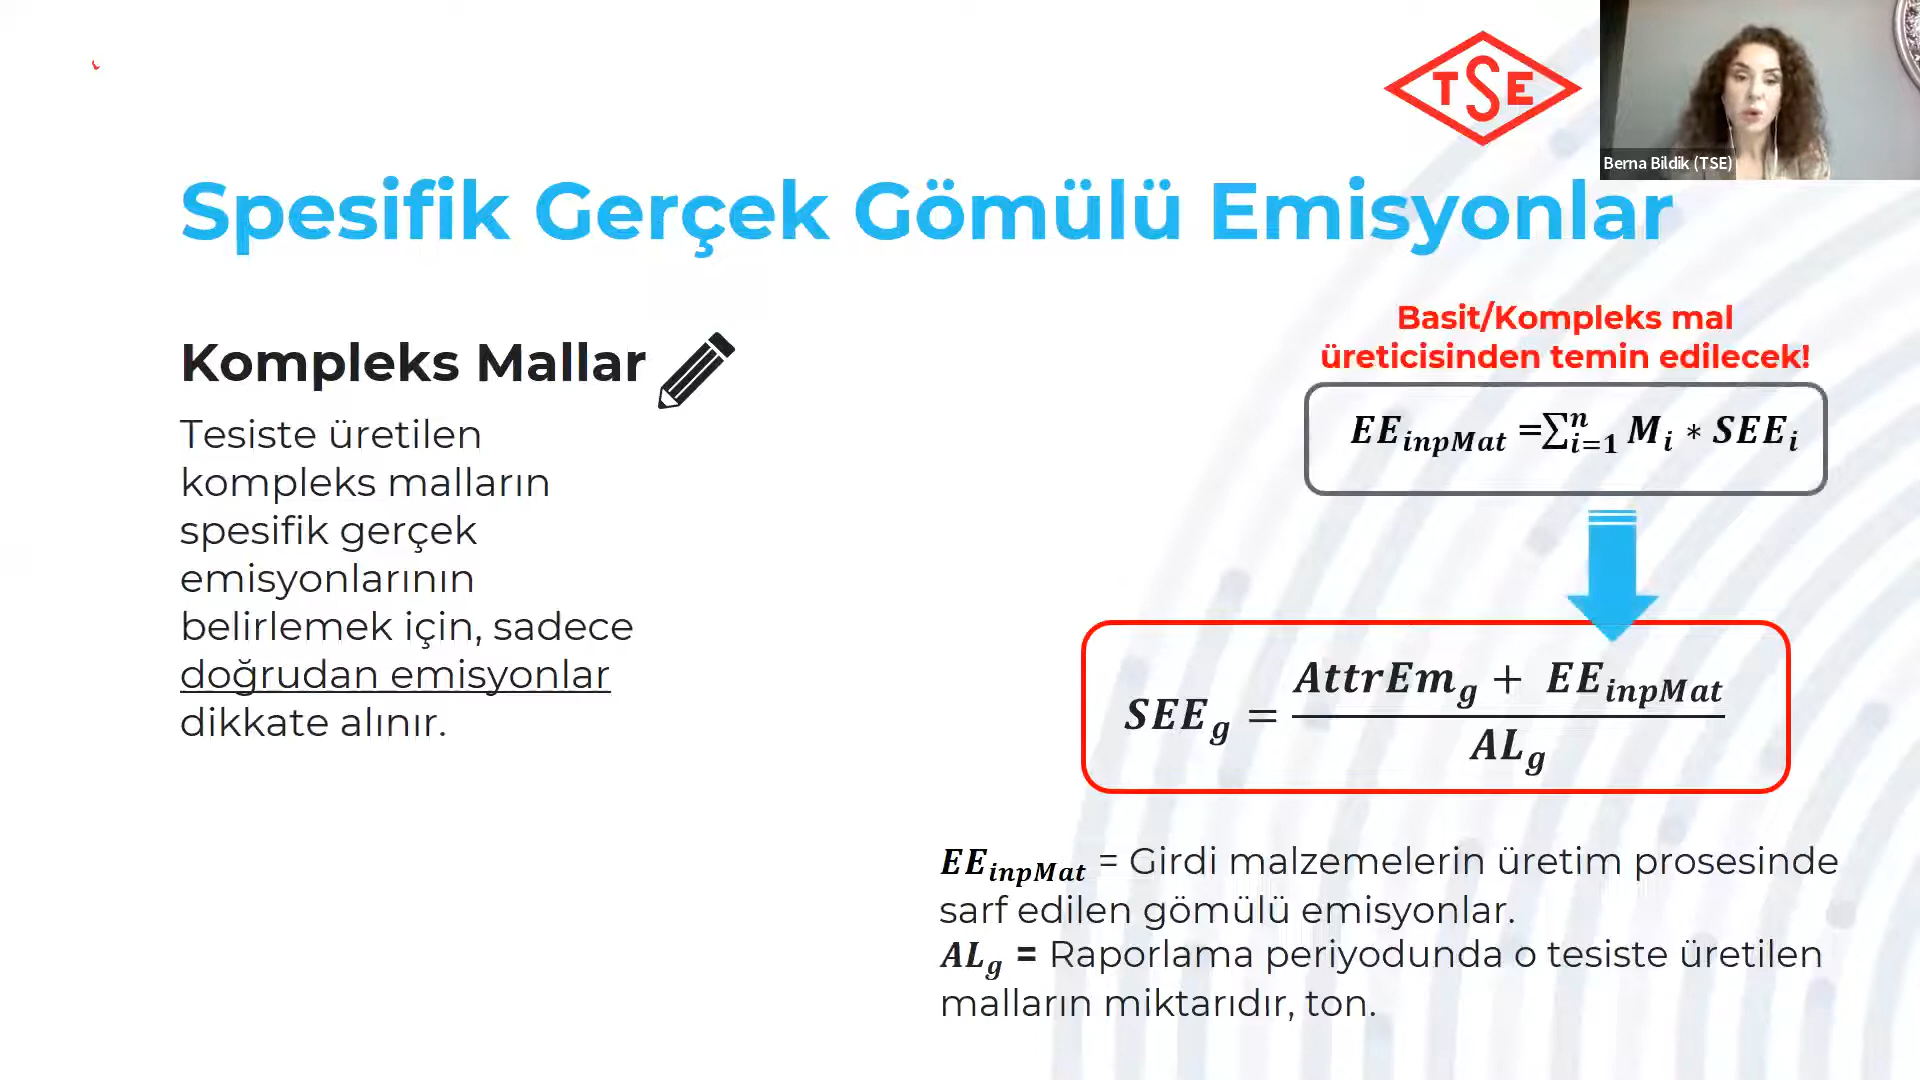 TSE
Berna Bildik (TSE)
Spesifik Gerçek Gömülü Emisyonlar
Kompleks Mallar
Tesiste üretilen
kompleks malların
spesifik gerçek
emisyonlarının
belirlemek için, sadece
doğrudan emisyonlar
dikkate alınır.
Basit/Kompleks mal
üreticisinden temin edilecek!
EE_inpMat =∑_{i=1}^{n} M_i * SEE_i
SEE_g = (AttrEm_g + EE_inpMat) / AL_g
EE_inpMat = Girdi malzemelerin üretim prosesinde
sarf edilen gömülü emisyonlar.
AL_g = Raporlama periyodunda o tesiste üretilen
malların miktarıdır, ton.